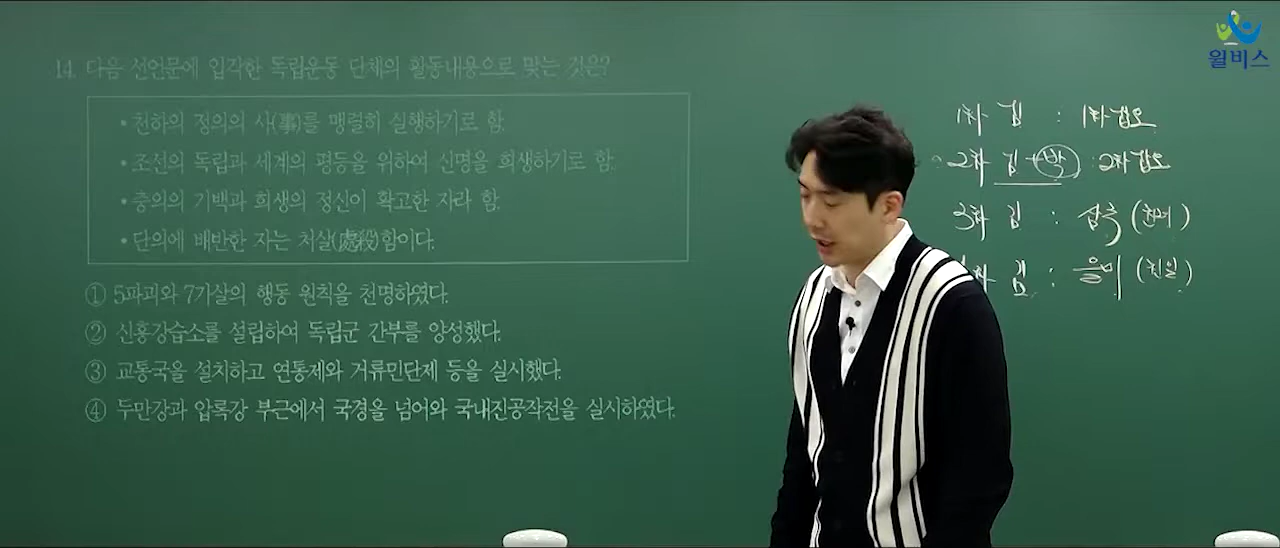 14. 다음 선언문에 입각한 독립운동 단체의 활동내용으로 맞는 것은?
• 천하의 정의의 사(事)를 맹렬히 실행하기로 함.
• 조선의 독립과 세계의 평등을 위하여 신명을 희생하기로 함.
• 충의의 기백과 희생의 정신이 확고한 자라 함.
• 단의에 배반한 자는 처살(處殺)함이다.
① 5파괴와 7가살의 행동 원칙을 천명하였다.
② 신흥강습소를 설립하여 독립군 간부를 양성했다.
③ 교통국을 설치하고 연통제와 거류민단제 등을 실시했다.
④ 두만강과 압록강 부근에서 국경을 넘어와 국내진공작전을 실시하였다.
윌비스
1차 김 : 1차갑오
2차 김+박 : 2차갑오
3차 김 : 삼국
차 김 : 을미 (친일)